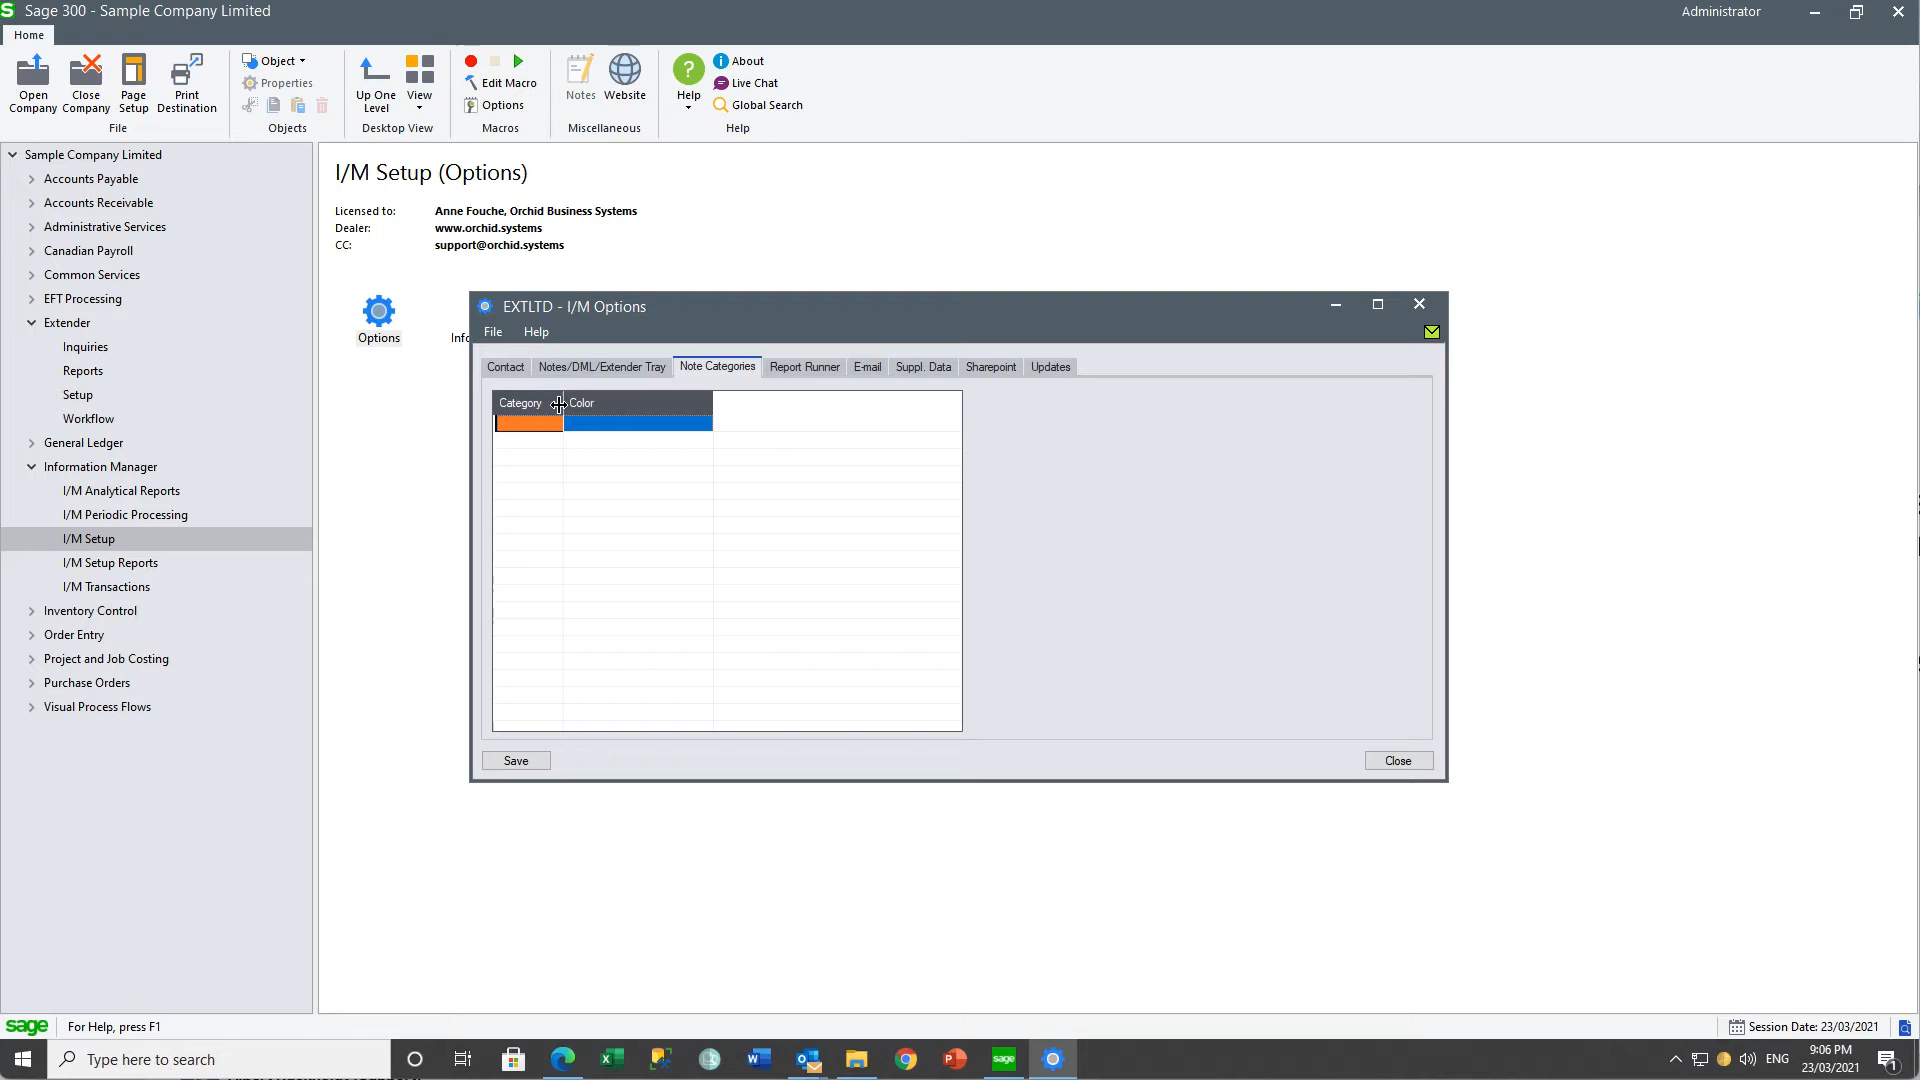 S Sage 300 - Sample Company Limited
Administrator
Home
Open Company
Close Company
Page Setup
Print Destination
File
Object
Properties
Objects
Up One Level
View
Desktop View
Edit Macro
Options
Macros
Notes
Website
Miscellaneous
Help
About
Live Chat
Global Search
Help
Sample Company Limited
Accounts Payable
Accounts Receivable
Administrative Services
Canadian Payroll
Common Services
EFT Processing
Extender
Inquiries
Reports
Setup
Workflow
General Ledger
Information Manager
I/M Analytical Reports
I/M Periodic Processing
I/M Setup
I/M Setup Reports
I/M Transactions
Inventory Control
Order Entry
Project and Job Costing
Purchase Orders
Visual Process Flows
I/M Setup (Options)
Licensed to: Anne Fouche, Orchid Business Systems
Dealer: www.orchid.systems
CC: support@orchid.systems
Options
Info
EXTLTD - I/M Options
File Help
Contact Notes/DML/Extender Tray Note Categories Report Runner E-mail Suppl. Data Sharepoint Updates
Category Color
Save
Close
sage For Help, press F1
Session Date: 23/03/2021
Type here to search
sage
ENG
9:06 PM
23/03/2021
1